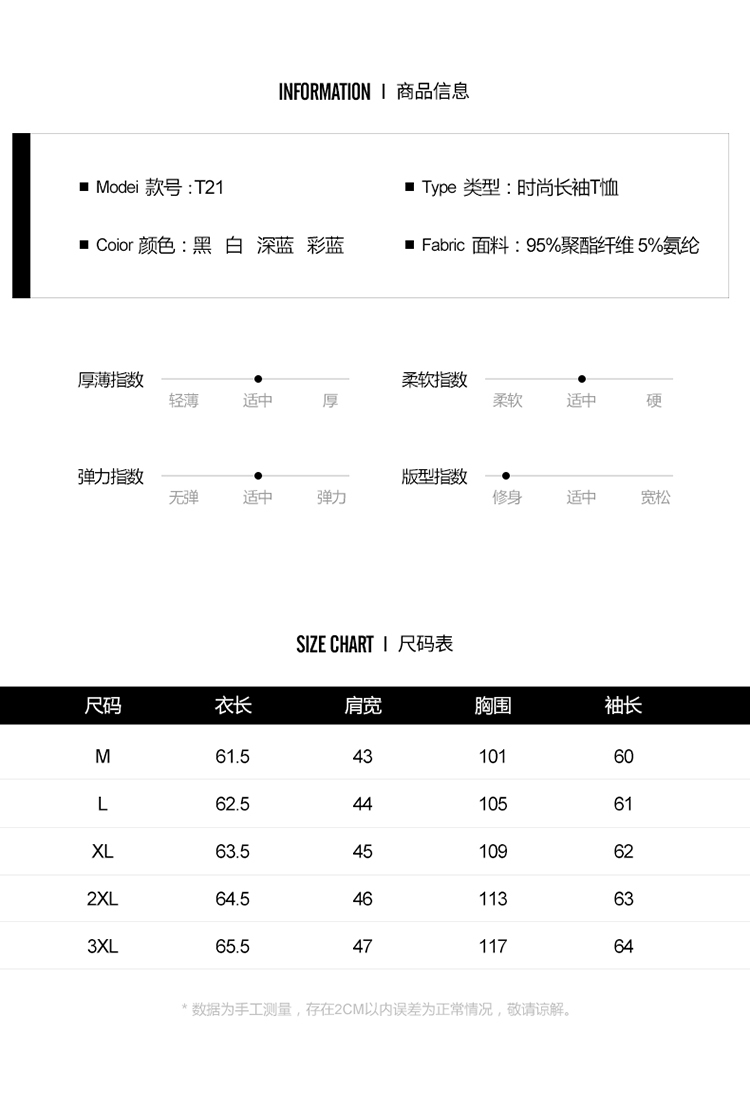 INFORMATION | 商品信息
■ Modei 款号 : T21
■ Type 类型 : 时尚长袖T恤
■ Coior 颜色 : 黑 白 深蓝 彩蓝
■ Fabric 面料 : 95%聚酯纤维 5%氨纶
厚薄指数 轻薄 适中 厚
柔软指数 柔软 适中 硬
弹力指数 无弹 适中 弹力
版型指数 修身 适中 宽松
SIZE CHART | 尺码表
尺码 衣长 肩宽 胸围 袖长
M 61.5 43 101 60
L 62.5 44 105 61
XL 63.5 45 109 62
2XL 64.5 46 113 63
3XL 65.5 47 117 64
* 数据为手工测量，存在2CM以内误差为正常情况，敬请谅解。